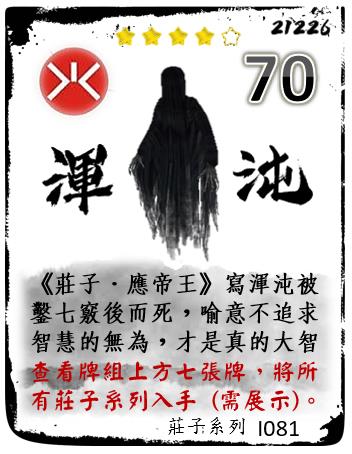 21226
70
渾沌
《莊子·應帝王》寫渾沌被
鑿七竅後而死，喻意不追求
智慧的無為，才是真的大智
查看牌組上方七張牌，將所
有莊子系列入手 (需展示)。
莊子系列 I081